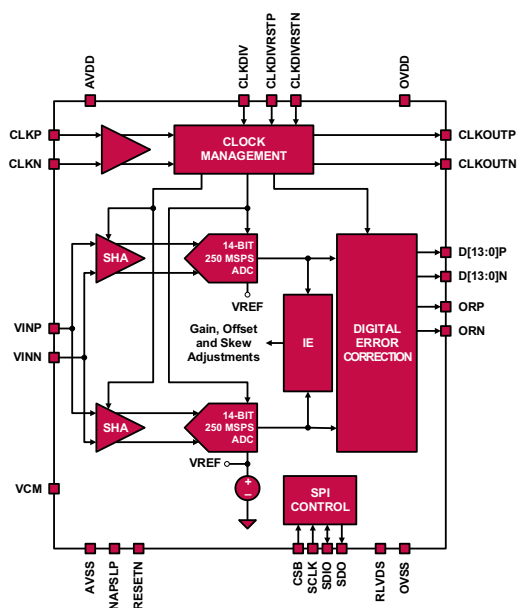 AVDD
CLKDIV
CLKDIVRSTP
CLKDIVRSTN
OVDD
CLKP
CLKN
CLOCK
MANAGEMENT
CLKOUTP
CLKOUTN
SHA
14-BIT
250 MSPS
ADC
VREF
D[13:0]P
D[13:0]N
ORP
ORN
VINP
VINN
Gain, Offset
and Skew
Adjustments
IE
DIGITAL
ERROR
CORRECTION
SHA
14-BIT
250 MSPS
ADC
VREF
+
–
VCM
SPI
CONTROL
AVSS
NAPSLP
RESETN
CSB
SCLK
SDIO
SDO
RLVDS
OVSS